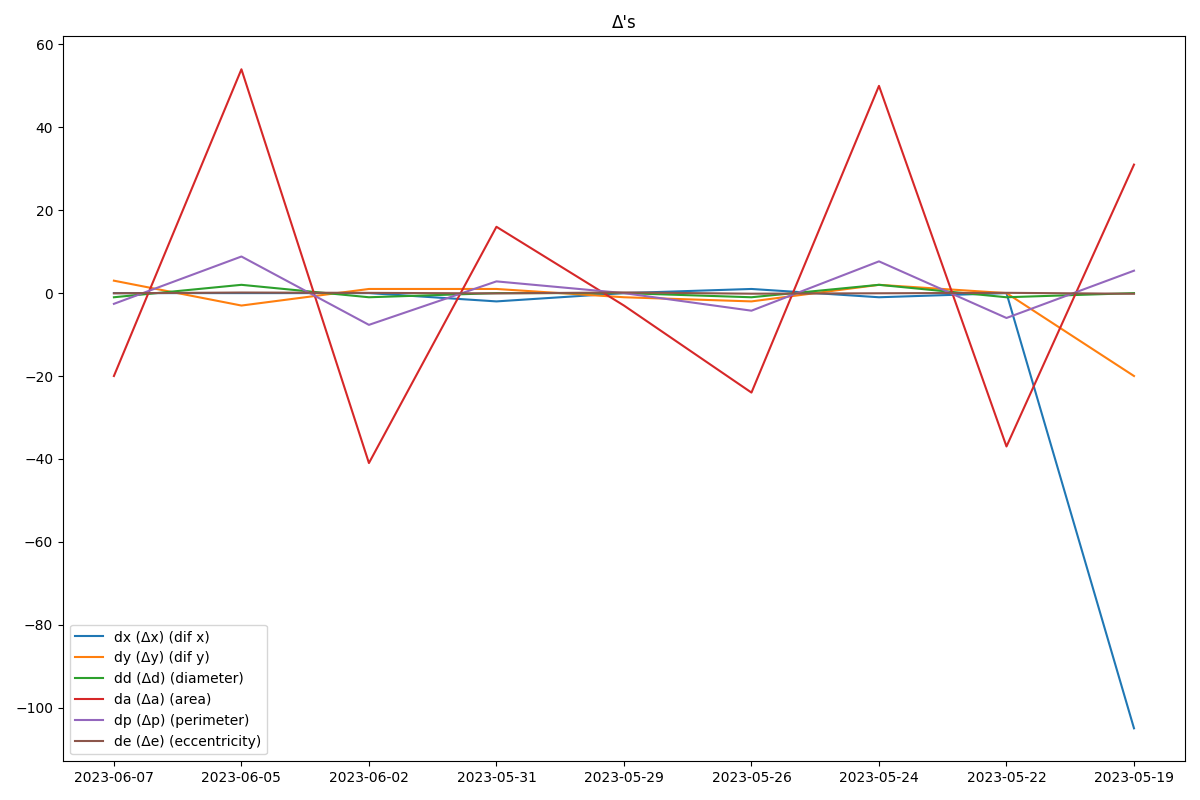 Δ's
60
40
20
0
−20
−40
−60
−80
−100
dx (Δx) (dif x)
dy (Δy) (dif y)
dd (Δd) (diameter)
da (Δa) (area)
dp (Δp) (perimeter)
de (Δe) (eccentricity)
2023-06-07 2023-06-05 2023-06-02 2023-05-31 2023-05-29 2023-05-26 2023-05-24 2023-05-22 2023-05-19